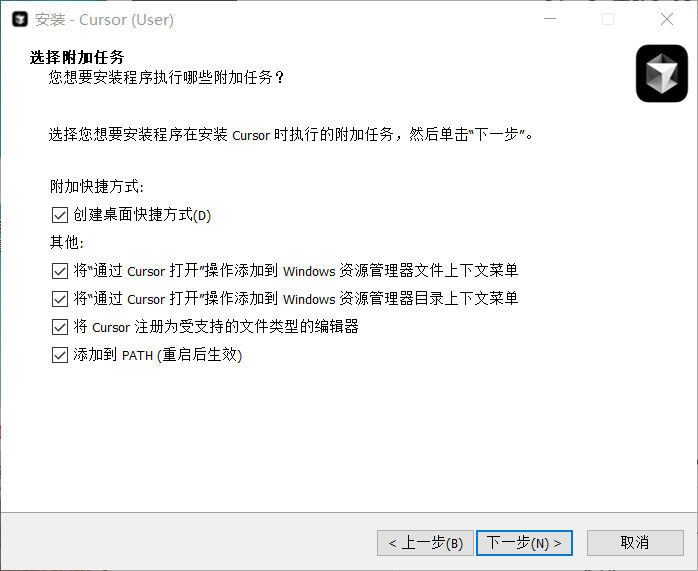 安装 - Cursor (User)
选择附加任务
您想要安装程序执行哪些附加任务？
选择您想要安装程序在安装 Cursor 时执行的附加任务，然后单击“下一步”。
附加快捷方式:
创建桌面快捷方式(D)
其他:
将“通过 Cursor 打开”操作添加到 Windows 资源管理器文件上下文菜单
将“通过 Cursor 打开”操作添加到 Windows 资源管理器目录上下文菜单
将 Cursor 注册为受支持的文件类型的编辑器
添加到 PATH (重启后生效)
< 上一步(B) 下一步(N) > 取消